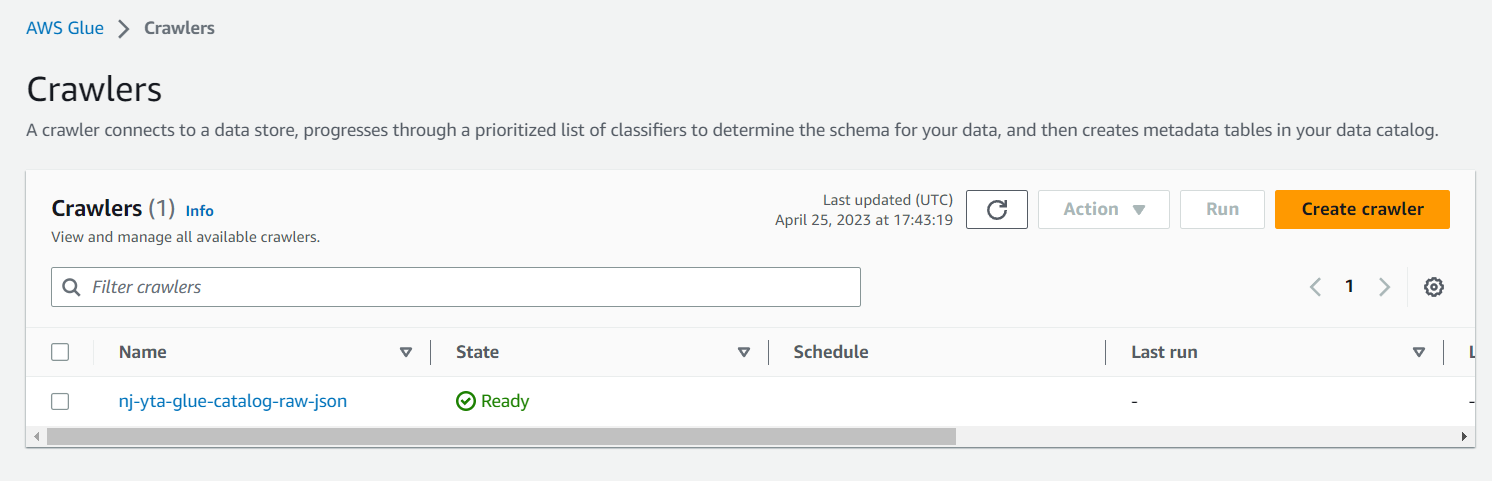 AWS Glue Crawlers
Crawlers
A crawler connects to a data store, progresses through a prioritized list of classifiers to determine the schema for your data, and then creates metadata tables in your data catalog.
Crawlers (1) Info
View and manage all available crawlers.
Last updated (UTC)
April 25, 2023 at 17:43:19
Action
Run
Create crawler
Filter crawlers
1
Name State Schedule Last run
nj-yta-glue-catalog-raw-json Ready - -